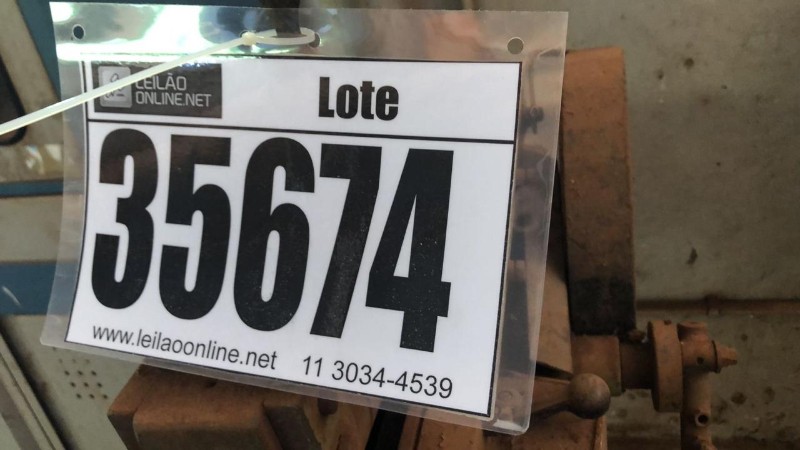 LEILÃO
ONLINE.NET
Lote
35674
www.leilaoonline.net 11 3034-4539